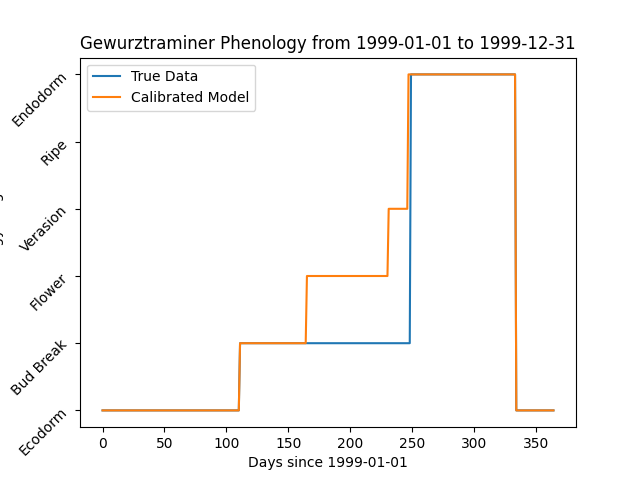 Gewurztraminer Phenology from 1999-01-01 to 1999-12-31
True Data
Calibrated Model
Endodorm
Ripe
Verasion
Flower
Bud Break
Ecodorm
0 50 100 150 200 250 300 350
Days since 1999-01-01